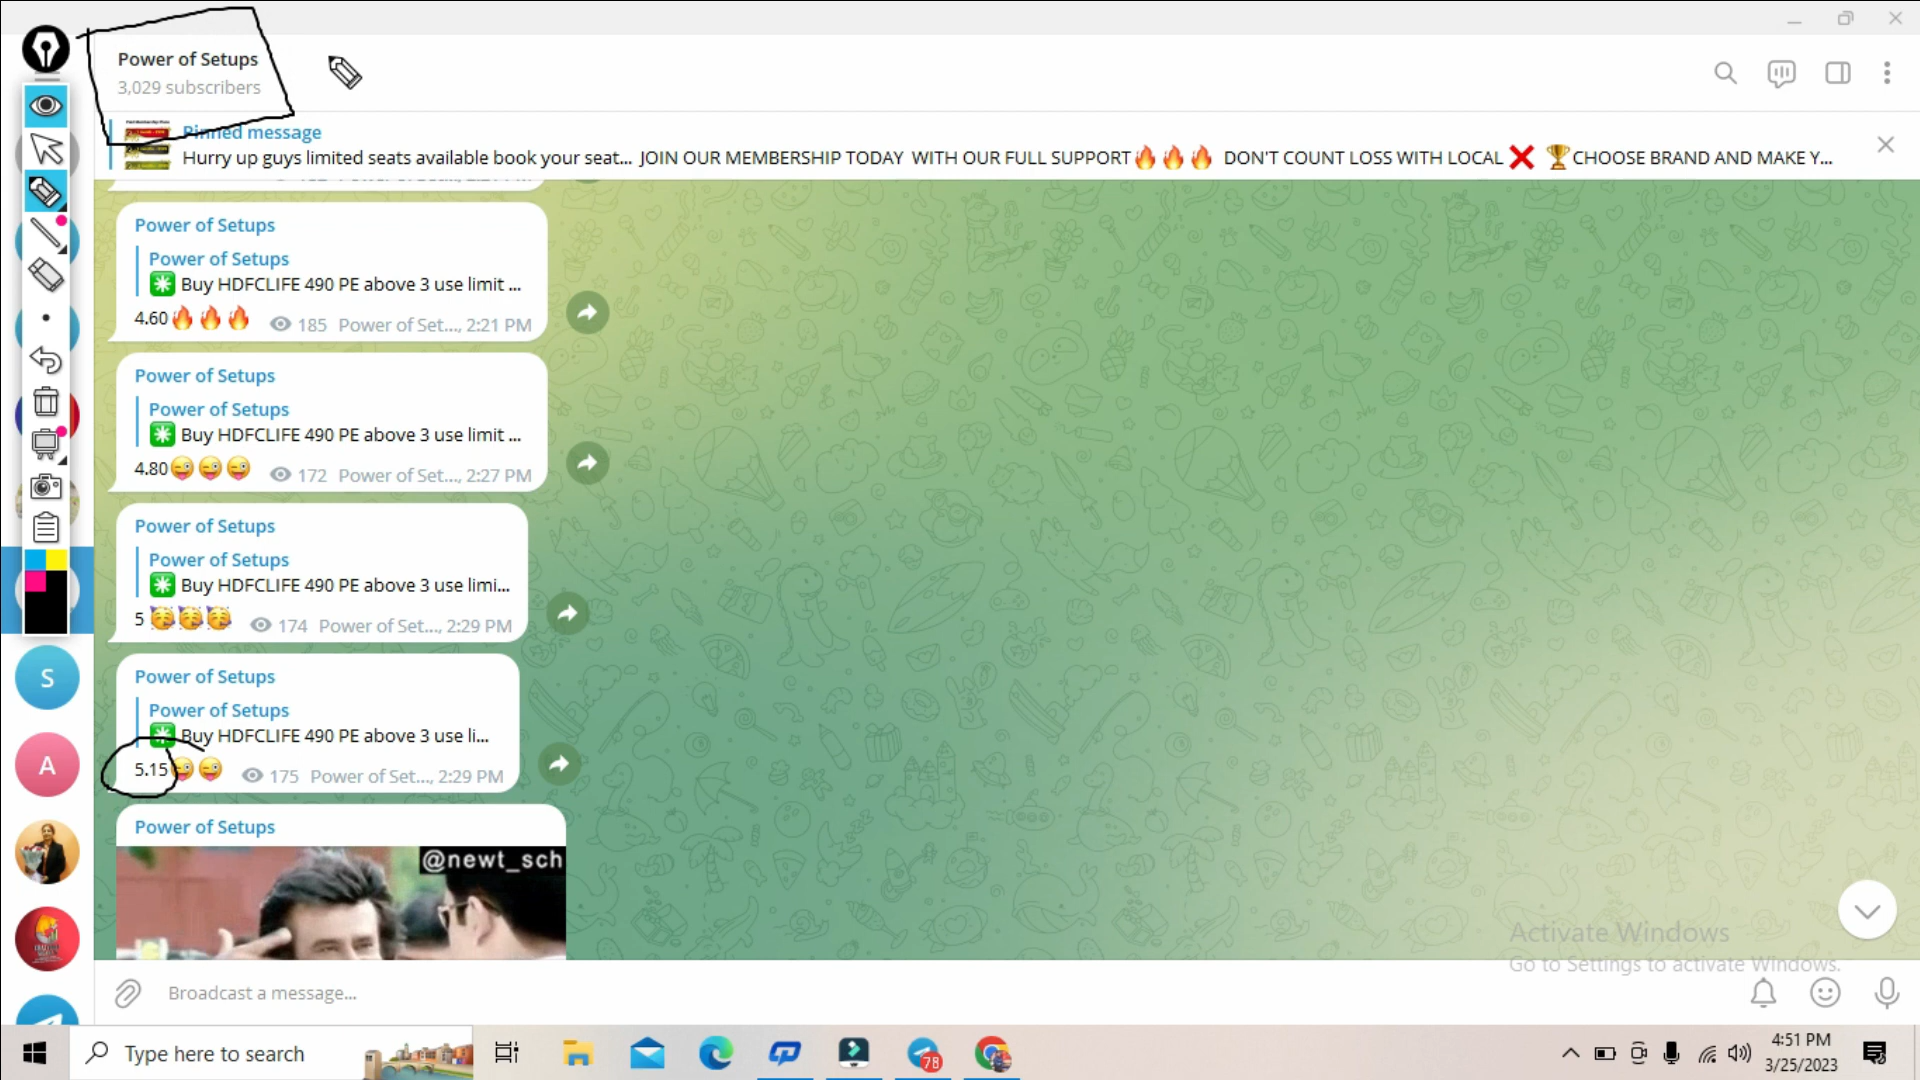 Power of Setups
3,029 subscribers
Pinned message
Hurry up guys limited seats available book your seat... JOIN OUR MEMBERSHIP TODAY WITH OUR FULL SUPPORT🔥🔥🔥 DON'T COUNT LOSS WITH LOCAL ❌ 🏆CHOOSE BRAND AND MAKE Y...
Power of Setups
Power of Setups
✳️ Buy HDFCLIFE 490 PE above 3 use limit ...
4.60🔥🔥🔥 185 Power of Set..., 2:21 PM
Power of Setups
Power of Setups
✳️ Buy HDFCLIFE 490 PE above 3 use limit ...
4.80😜😜😜 172 Power of Set..., 2:27 PM
Power of Setups
Power of Setups
✳️ Buy HDFCLIFE 490 PE above 3 use limi...
5 🥳🥳🥳 174 Power of Set..., 2:29 PM
Power of Setups
Power of Setups
✳️ Buy HDFCLIFE 490 PE above 3 use li...
5.15😜😜 175 Power of Set..., 2:29 PM
Power of Setups
@newt_sch
S
A
Activate Windows
Go to Settings to activate Windows.
Broadcast a message...
Type here to search
78
4:51 PM
3/25/2023